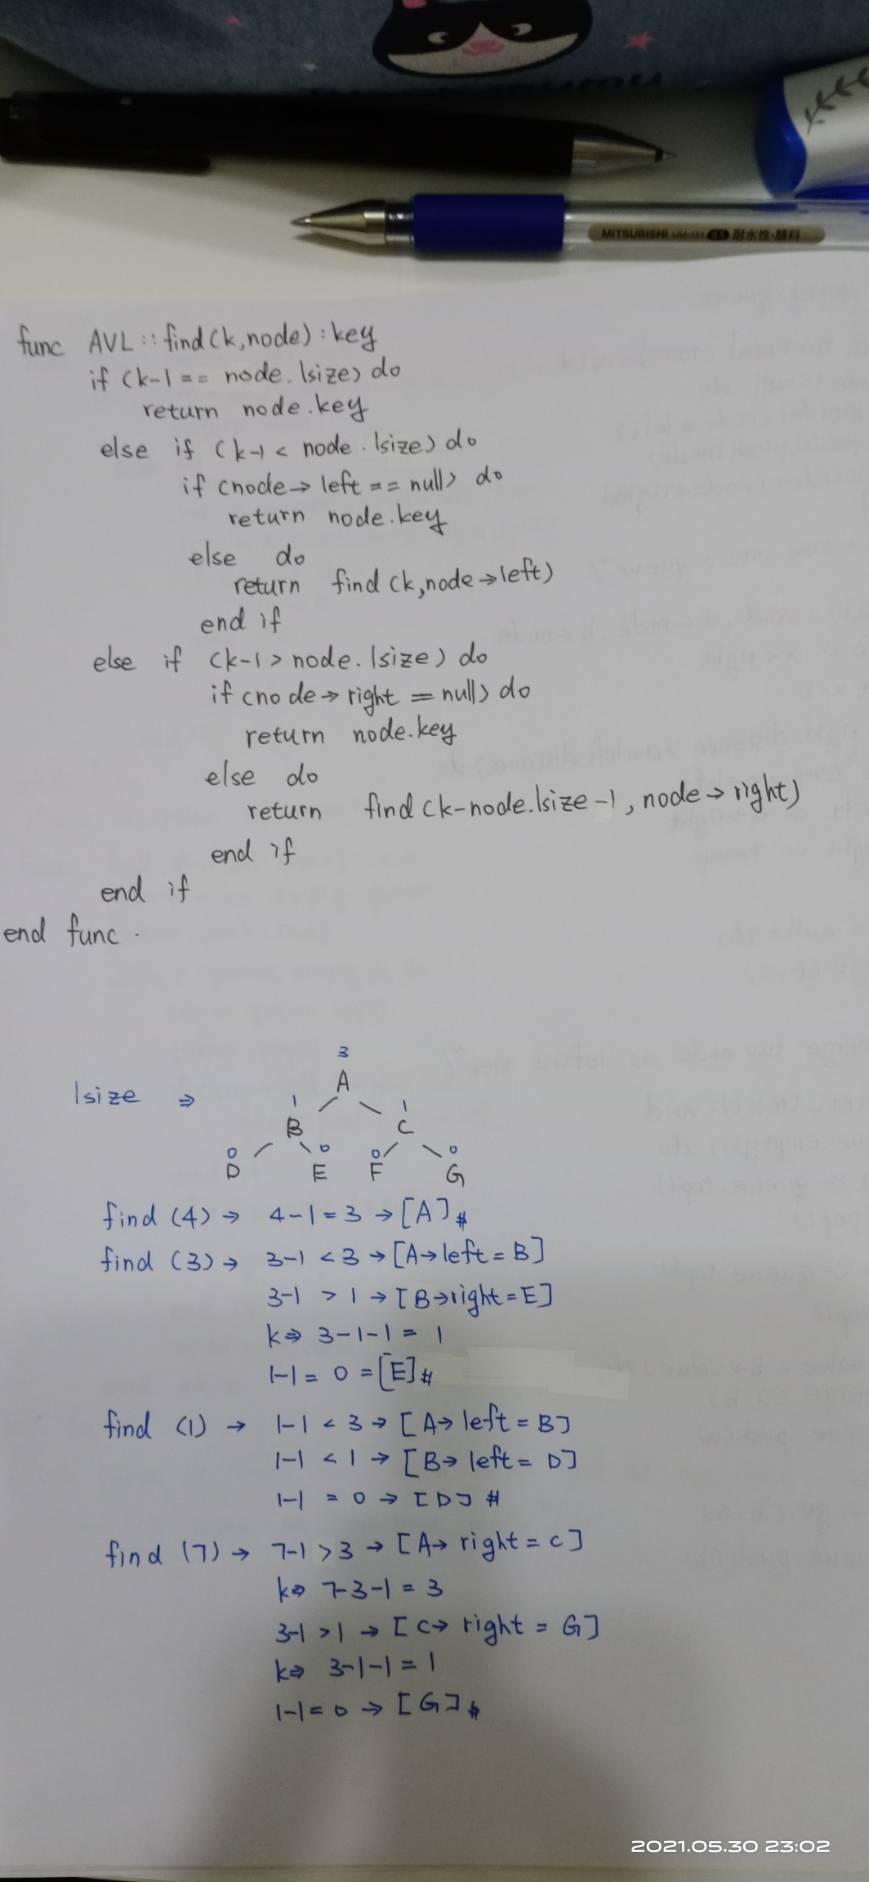 MITSUBISHI 耐水性·顔料
func AVL::find(k,node):key
if (k-1 == node.lsize) do
return node.key
else if (k-1 < node.lsize) do
if (node→left == null) do
return node.key
else do
return find(k,node→left)
end if
else if (k-1 > node.lsize) do
if (node→right == null) do
return node.key
else do
return find(k-node.lsize-1, node→right)
end if
end if
end func.
3
lsize ⇒ A
1 1
B C
0 0 0 0
D E F G
find (4) → 4-1=3 → [A]#
find (3) → 3-1 < 3 → [A→left = B]
3-1 > 1 → [B→right=E]
k⇒ 3-1-1 = 1
1-1 = 0 = [E]#
find (1) → 1-1 < 3 → [A→ left = B]
1-1 < 1 → [B→ left = D]
1-1 = 0 → [D] #
find (7) → 7-1 > 3 → [A→ right = C]
k⇒ 7-3-1 = 3
3-1 > 1 → [C→ right = G]
k⇒ 3-1-1 = 1
1-1 = 0 → [G]#
2021.05.30 23:02